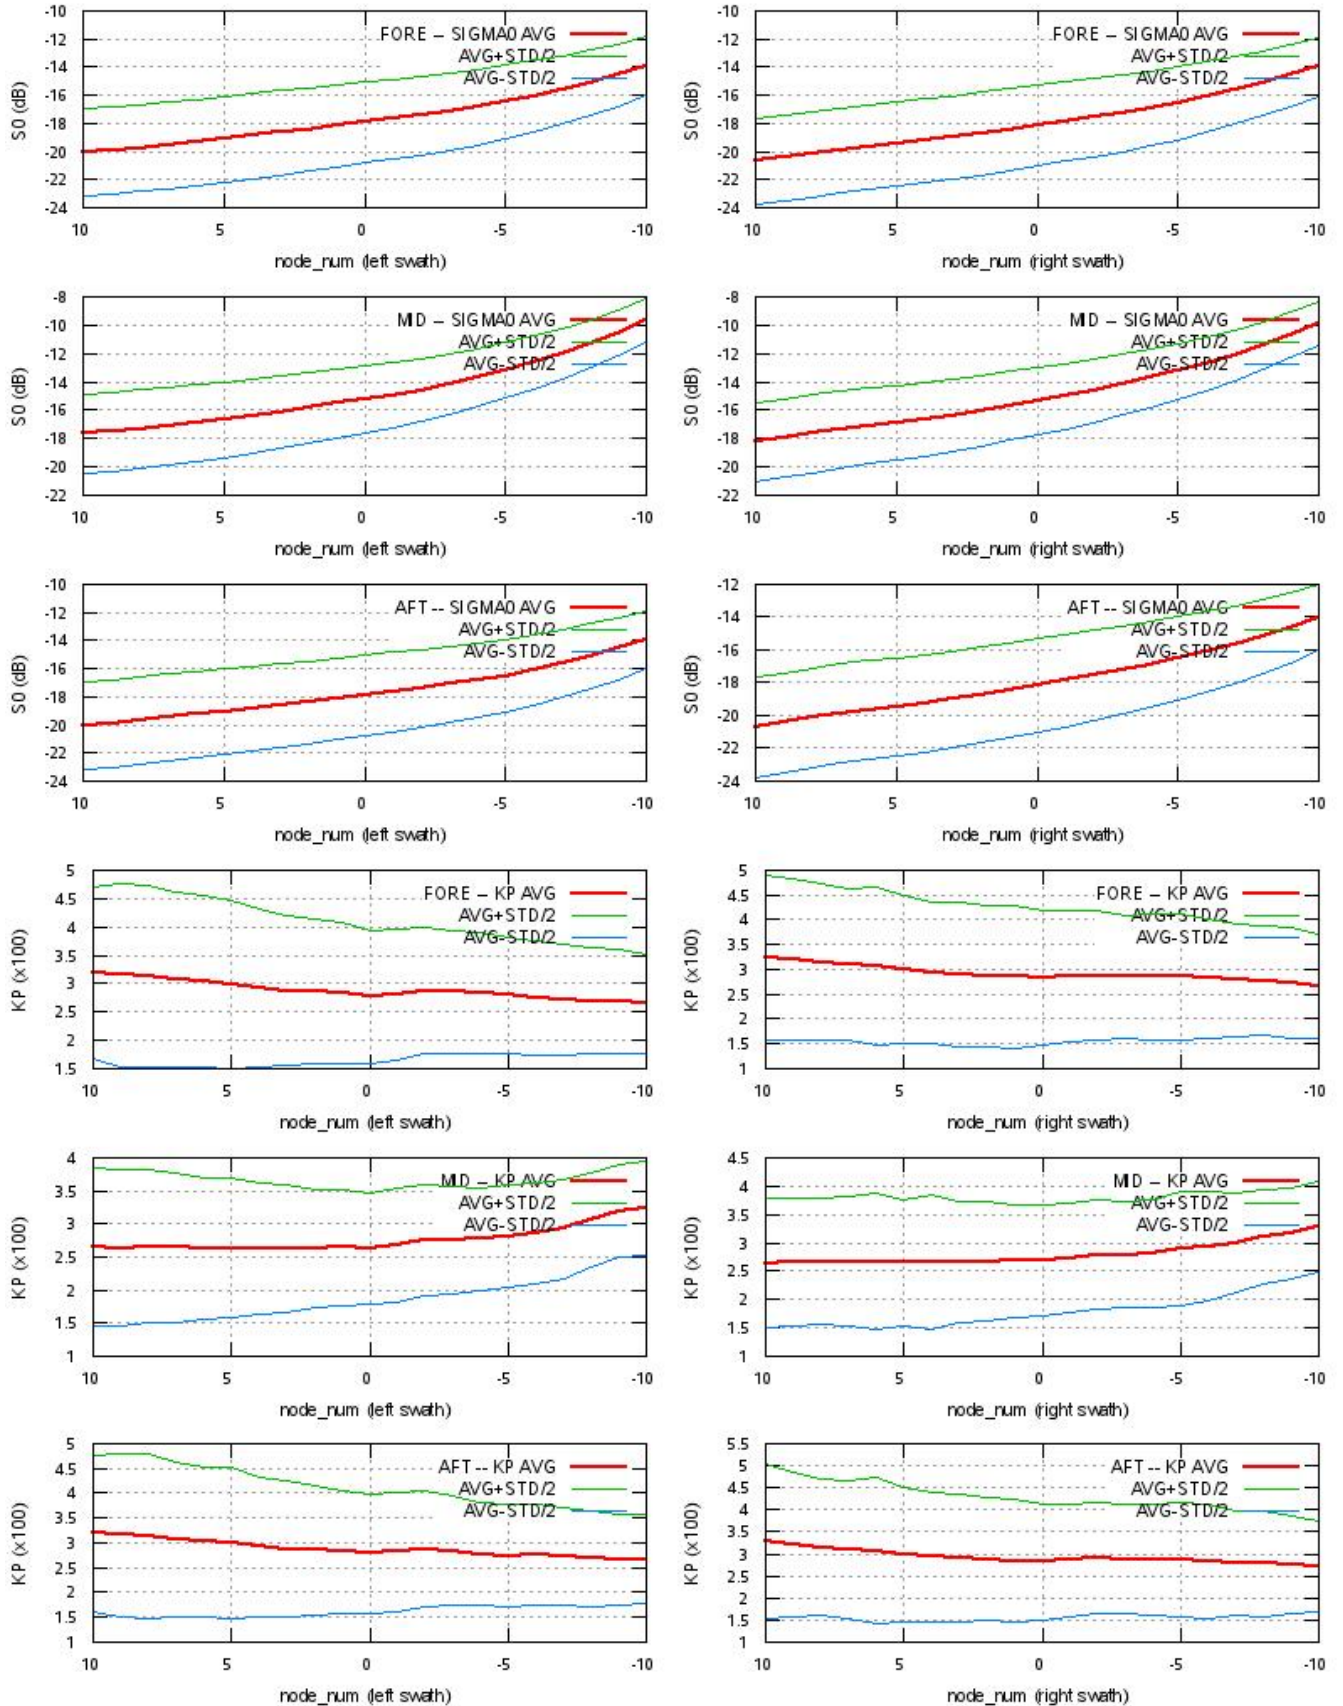 -10
-12
-14
-16
-18
-20
-22
-24
S0 (dB)
FORE – SIGMA0 AVG
AVG+STD/2
AVG-STD/2
10 5 0 -5 -10
node_num (left swath)
-10
-12
-14
-16
-18
-20
-22
-24
S0 (dB)
FORE – SIGMA0 AVG
AVG+STD/2
AVG-STD/2
10 5 0 -5 -10
node_num (right swath)
-8
-10
-12
-14
-16
-18
-20
-22
S0 (dB)
MID – SIGMA0 AVG
AVG+STD/2
AVG-STD/2
10 5 0 -5 -10
node_num (left swath)
-8
-10
-12
-14
-16
-18
-20
-22
S0 (dB)
MID – SIGMA0 AVG
AVG+STD/2
AVG-STD/2
10 5 0 -5 -10
node_num (right swath)
-10
-12
-14
-16
-18
-20
-22
-24
S0 (dB)
AFT -- SIGMA0 AVG
AVG+STD/2
AVG-STD/2
10 5 0 -5 -10
node_num (left swath)
-12
-14
-16
-18
-20
-22
-24
S0 (dB)
AFT -- SIGMA0 AVG
AVG+STD/2
AVG-STD/2
10 5 0 -5 -10
node_num (right swath)
5
4.5
4
3.5
3
2.5
2
1.5
KP (x100)
FORE – KP AVG
AVG+STD/2
AVG-STD/2
10 5 0 -5 -10
node_num (left swath)
5
4.5
4
3.5
3
2.5
2
1.5
1
KP (x100)
FORE – KP AVG
AVG+STD/2
AVG-STD/2
10 5 0 -5 -10
node_num (right swath)
4
3.5
3
2.5
2
1.5
1
KP (x100)
MID – KP AVG
AVG+STD/2
AVG-STD/2
10 5 0 -5 -10
node_num (left swath)
4.5
4
3.5
3
2.5
2
1.5
1
KP (x100)
MID – KP AVG
AVG+STD/2
AVG-STD/2
10 5 0 -5 -10
node_num (right swath)
5
4.5
4
3.5
3
2.5
2
1.5
1
KP (x100)
AFT -- KP AVG
AVG+STD/2
AVG-STD/2
10 5 0 -5 -10
node_num (left swath)
5.5
5
4.5
4
3.5
3
2.5
2
1.5
1
KP (x100)
AFT -- KP AVG
AVG+STD/2
AVG-STD/2
10 5 0 -5 -10
node_num (right swath)